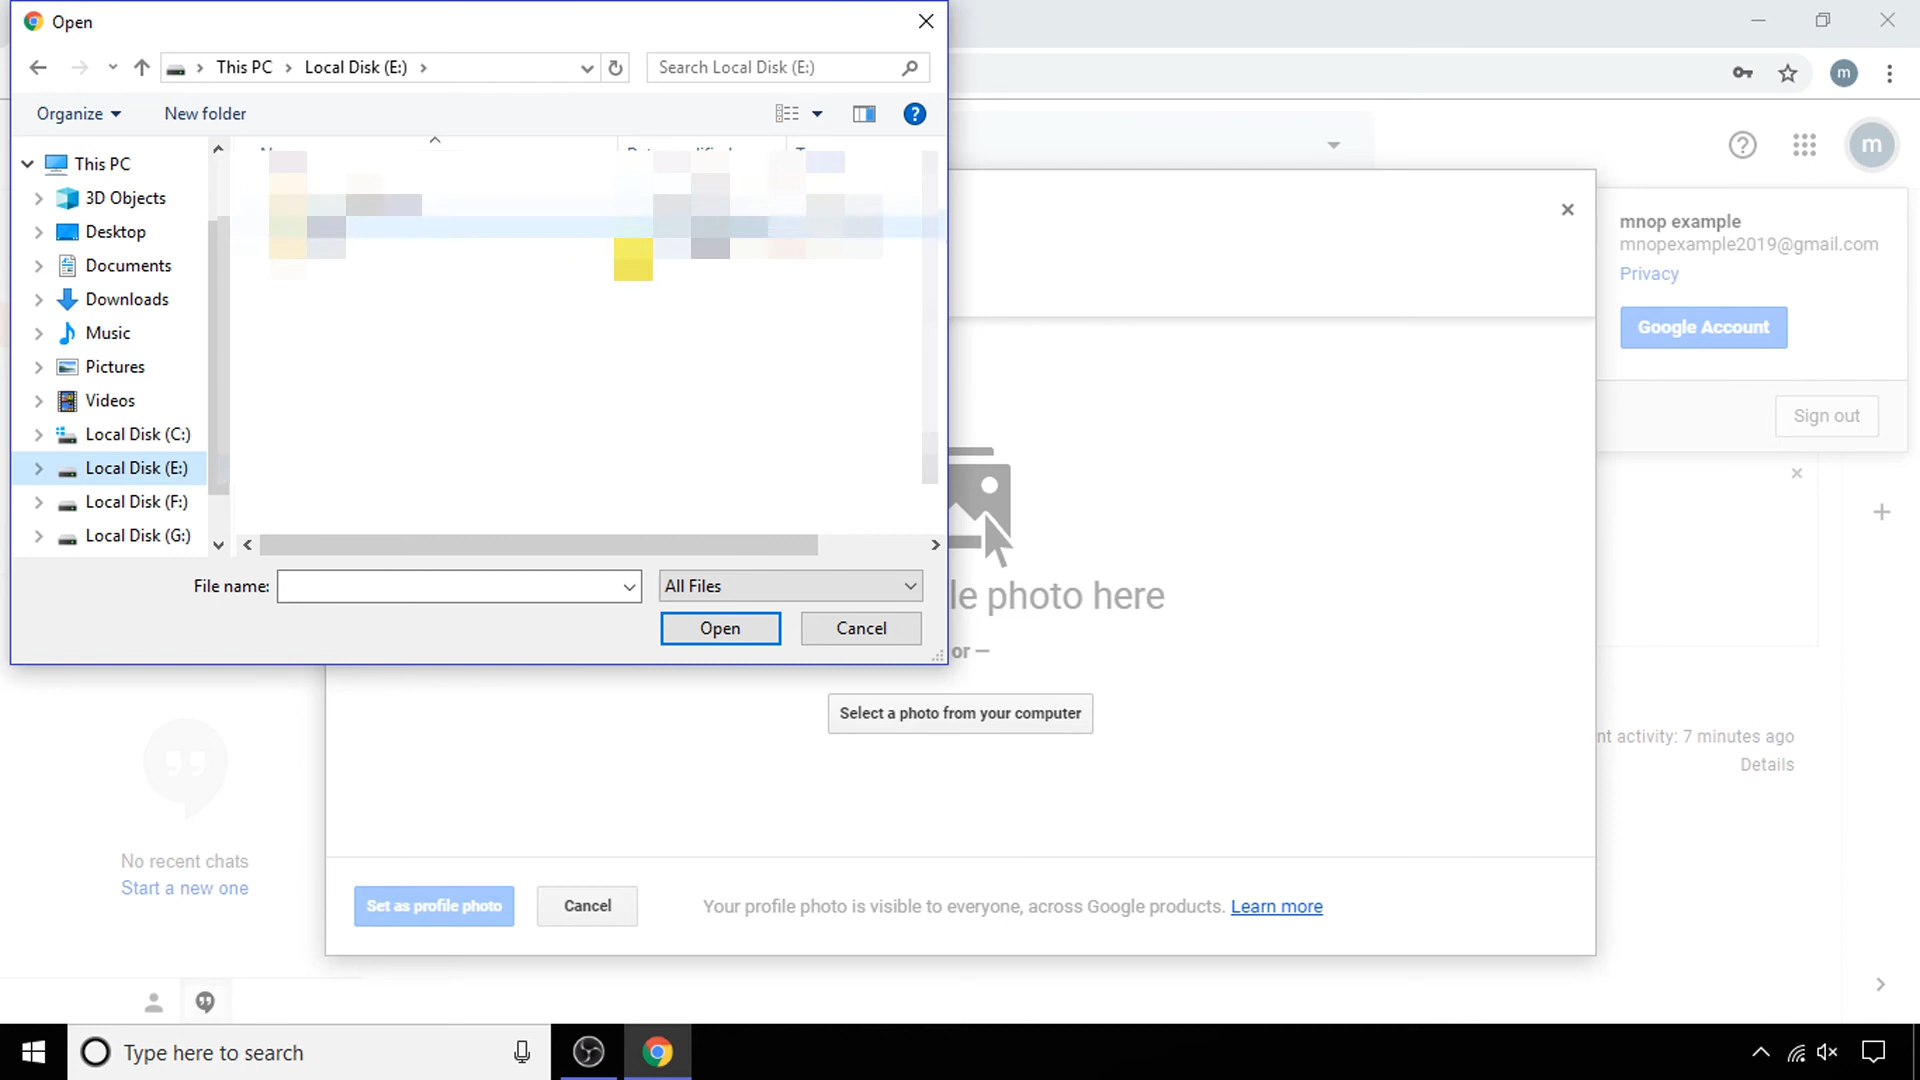 Open
This PC
Local Disk (E:)
Search Local Disk (E:)
Organize
New folder
This PC
3D Objects
Desktop
Documents
Downloads
Music
Pictures
Videos
Local Disk (C:)
Local Disk (E:)
Local Disk (F:)
Local Disk (G:)
File name:
All Files
Open
Cancel
m
m
mnop example
mnopexample2019@gmail.com
Privacy
Google Account
Sign out
le photo here
or —
Select a photo from your computer
nt activity: 7 minutes ago
Details
No recent chats
Start a new one
Set as profile photo
Cancel
Your profile photo is visible to everyone, across Google products. Learn more
Type here to search